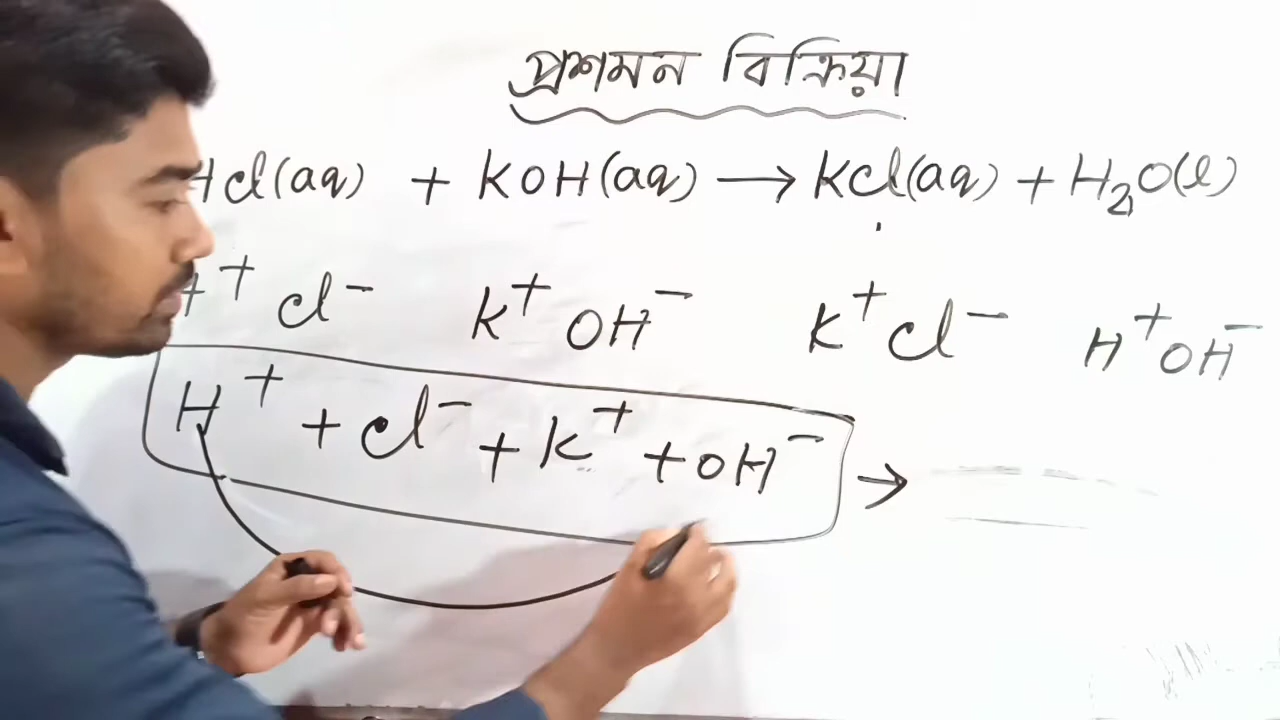 প্রশমন বিক্রিয়া
HCl(aq) + KOH(aq) → KCl(aq) + H₂O(l)
H⁺ Cl⁻ K⁺ OH⁻ K⁺ Cl⁻ H⁺ OH⁻
H⁺ + Cl⁻ + K⁺ + OH⁻ →